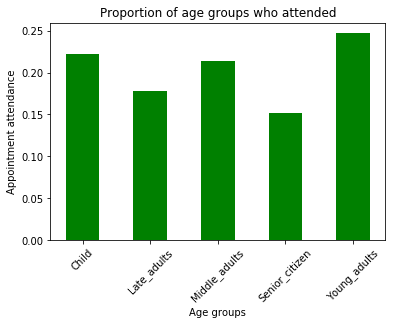 Proportion of age groups who attended
0.25
0.20
0.15
0.10
0.05
0.00
Appointment attendance
Child
Late_adults
Middle_adults
Senior_citizen
Young_adults
Age groups